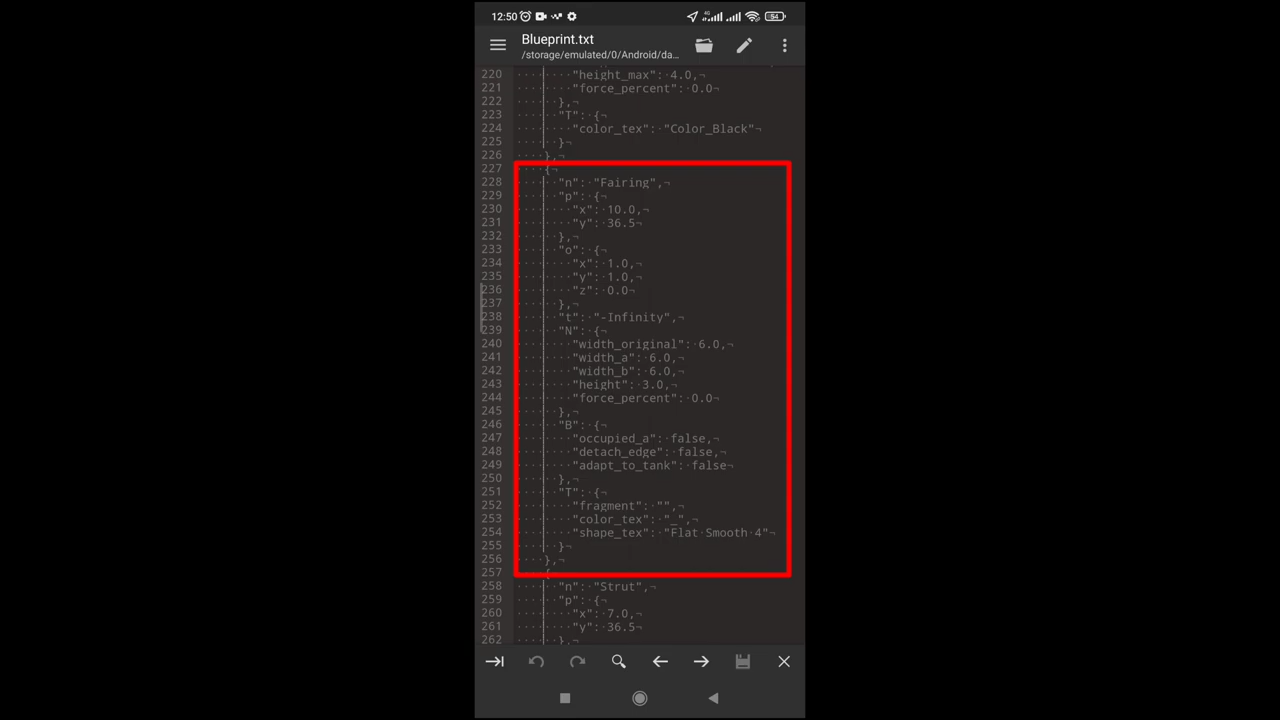 12:50 4G 54
Blueprint.txt
/storage/emulated/0/Android/da...
220 "height_max": 4.0,
221 "force_percent": 0.0
222 },
223 "T": {
224 "color_tex": "Color_Black"
225 }
226 },
227 {
228 "n": "Fairing",
229 "p": {
230 "x": 10.0,
231 "y": 36.5
232 },
233 "o": {
234 "x": 1.0,
235 "y": 1.0,
236 "z": 0.0
237 },
238 "t": "-Infinity",
239 "N": {
240 "width_original": 6.0,
241 "width_a": 6.0,
242 "width_b": 6.0,
243 "height": 3.0,
244 "force_percent": 0.0
245 },
246 "B": {
247 "occupied_a": false,
248 "detach_edge": false,
249 "adapt_to_tank": false
250 },
251 "T": {
252 "fragment": "",
253 "color_tex": "_",
254 "shape_tex": "Flat Smooth 4"
255 }
256 },
257 {
258 "n": "Strut",
259 "p": {
260 "x": 7.0,
261 "y": 36.5
262 },